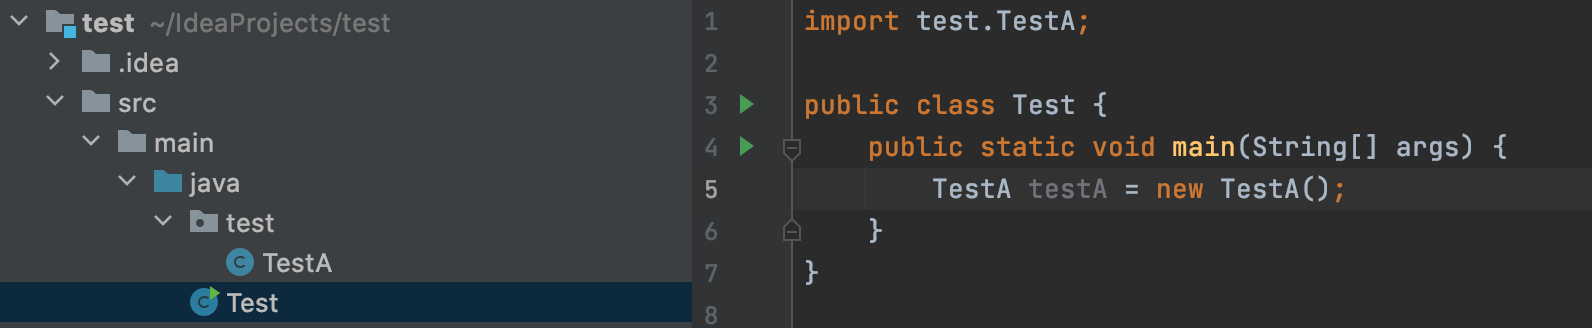 test ~/IdeaProjects/test
.idea
src
main
java
test
TestA
Test
1 import test.TestA;
2
3 public class Test {
4 public static void main(String[] args) {
5 TestA testA = new TestA();
6 }
7 }
8